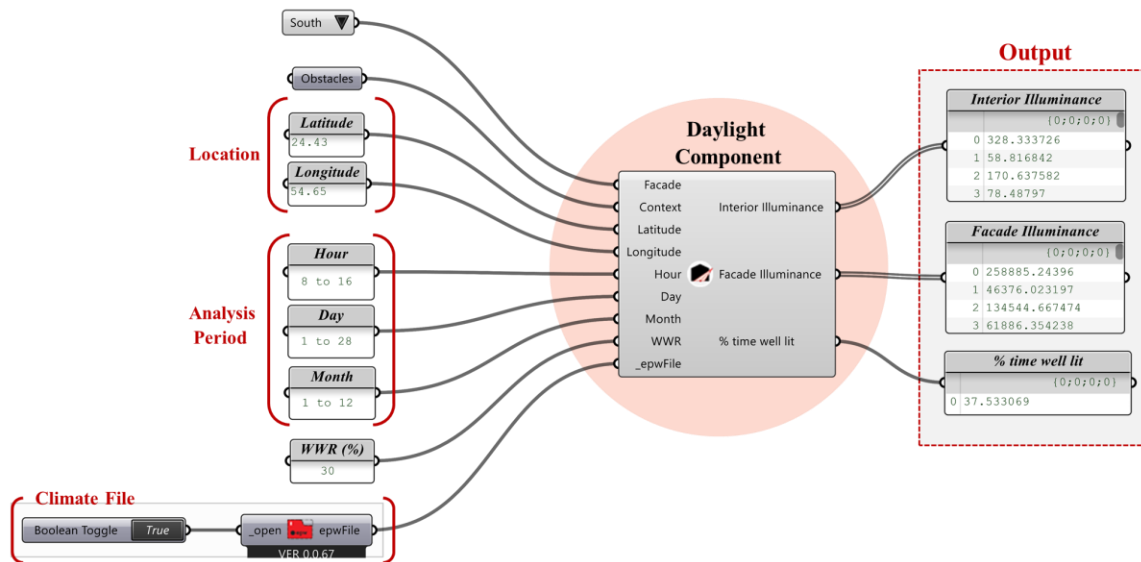 South
Obstacles
Location
Latitude
24.43
Longitude
54.65
Analysis
Period
Hour
8 to 16
Day
1 to 28
Month
1 to 12
WWR (%)
30
Climate File
Boolean Toggle True
_open epwFile
VER 0.0.67
Daylight
Component
Facade
Context
Latitude
Longitude
Hour
Day
Month
WWR
_epwFile
Interior Illuminance
Facade Illuminance
% time well lit
Output
Interior Illuminance
{0;0;0;0}
0 328.333726
1 58.816842
2 170.637582
3 78.48797
Facade Illuminance
{0;0;0;0}
0 258885.24396
1 46376.023197
2 134544.667474
3 61886.354238
% time well lit
{0;0;0;0}
0 37.533069